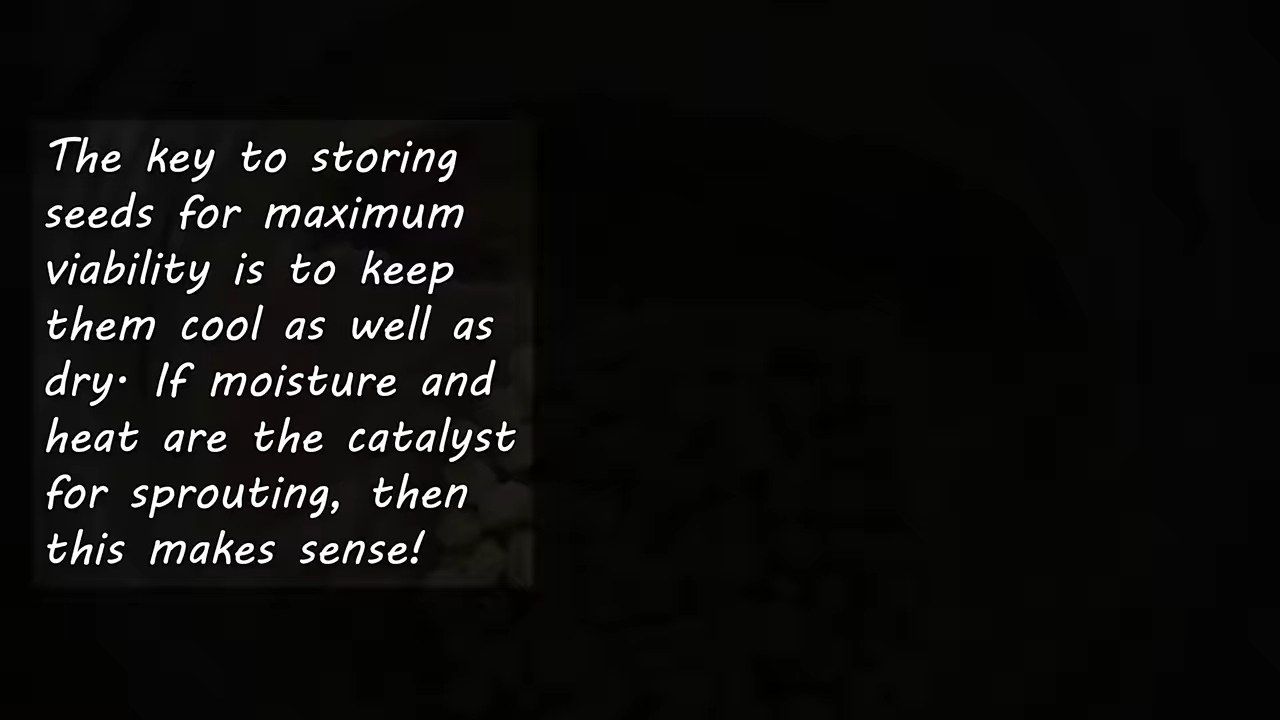 The key to storing
seeds for maximum
viability is to keep
them cool as well as
dry. If moisture and
heat are the catalyst
for sprouting, then
this makes sense!